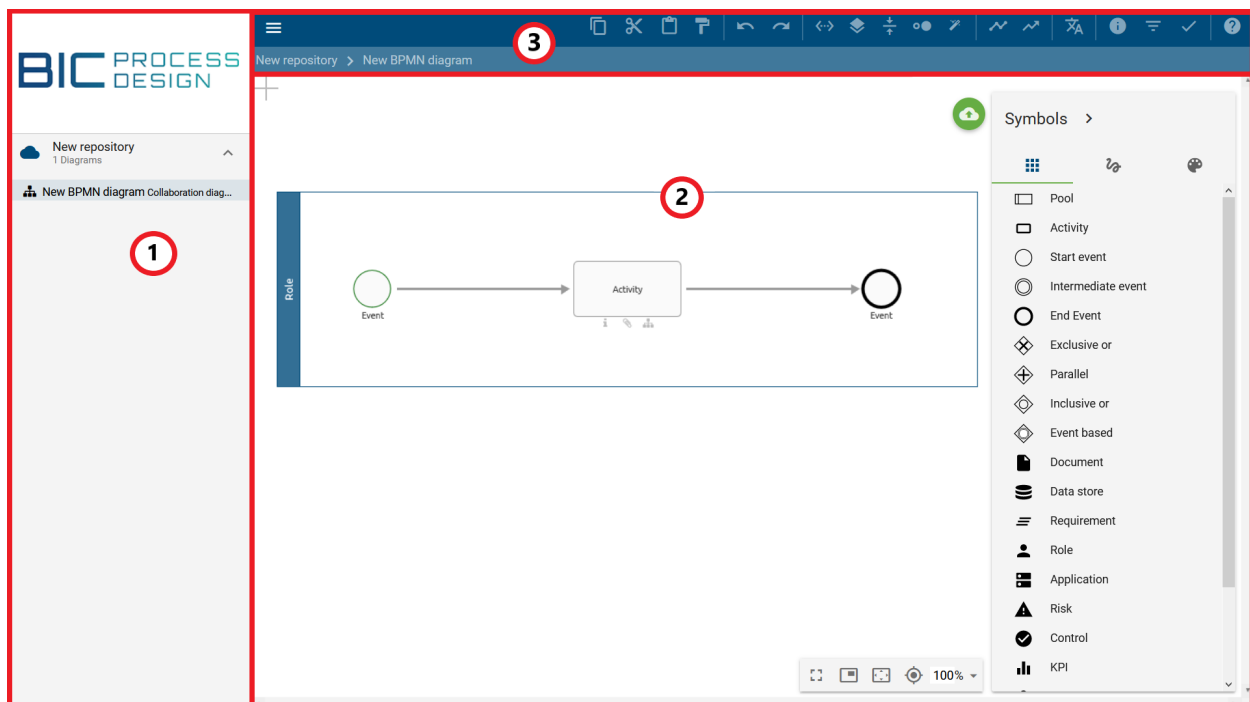 BIC PROCESS DESIGN
New repository
1 Diagrams
New BPMN diagram Collaboration diag...
1
3
New repository > New BPMN diagram
2
Role
Event
Activity
Event
100%
Symbols >
Pool
Activity
Start event
Intermediate event
End Event
Exclusive or
Parallel
Inclusive or
Event based
Document
Data store
Requirement
Role
Application
Risk
Control
KPI